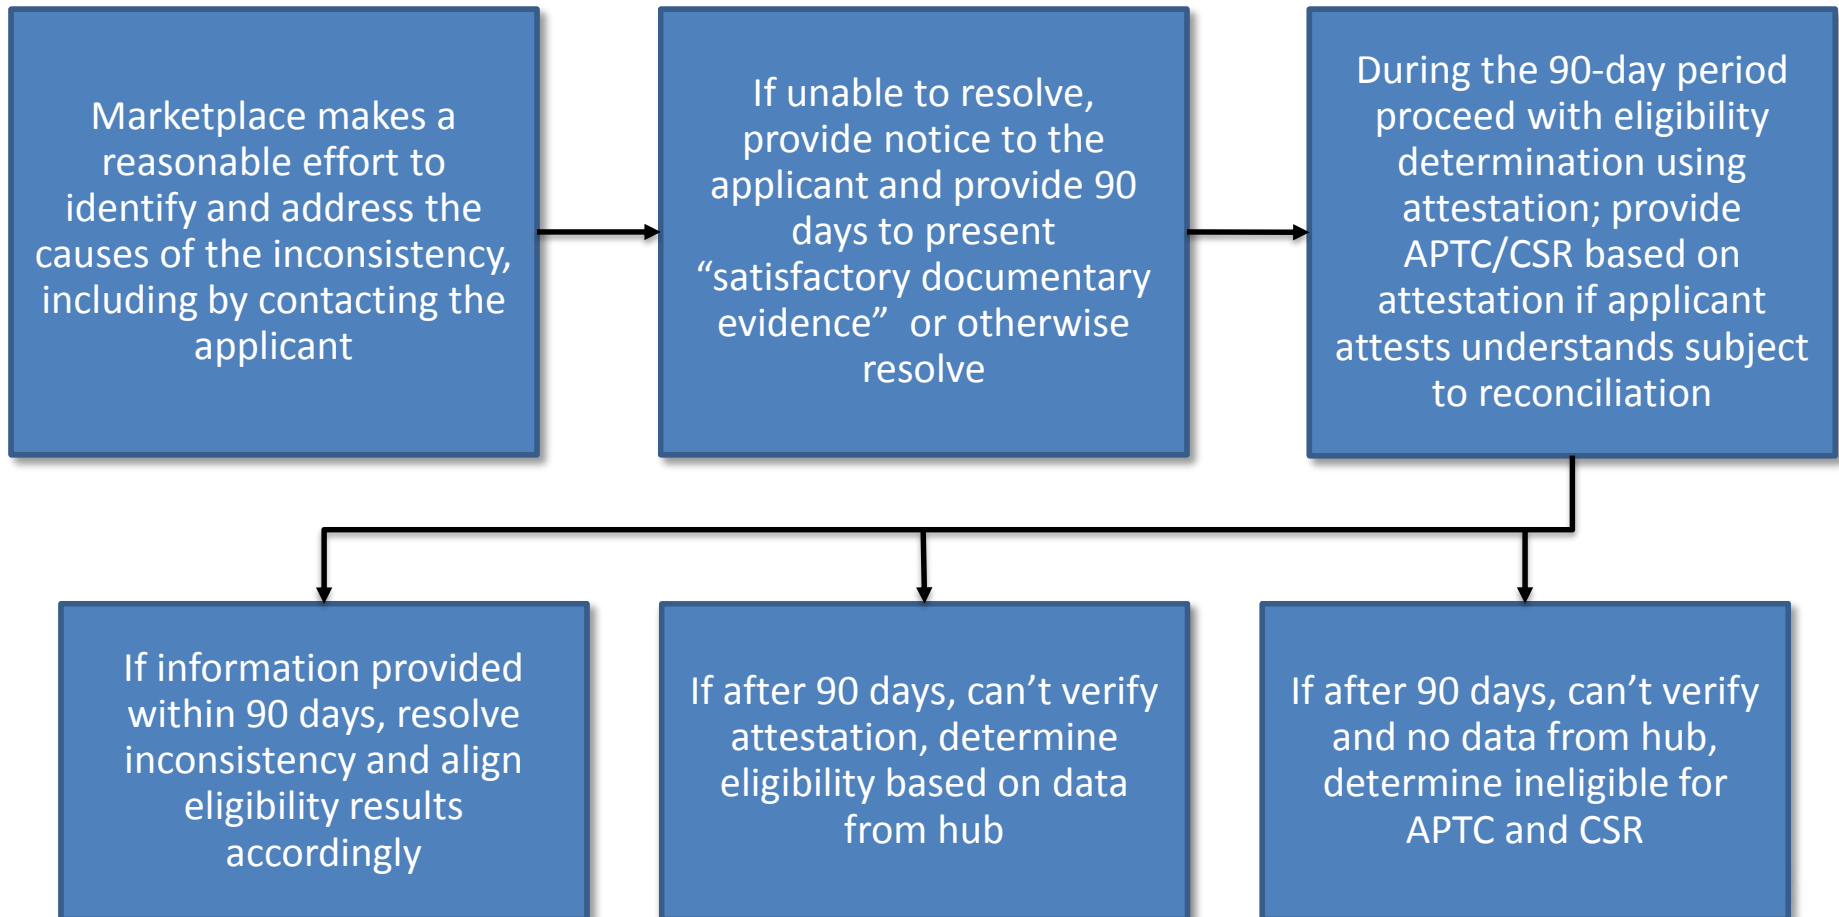 Marketplace makes a
reasonable effort to
identify and address the
causes of the inconsistency,
including by contacting the
applicant
If unable to resolve,
provide notice to the
applicant and provide 90
days to present
“satisfactory documentary
evidence”  or otherwise
resolve
During the 90-day period
proceed with eligibility
determination using
attestation; provide
APTC/CSR based on
attestation if applicant
attests understands subject
to reconciliation
If information provided
within 90 days, resolve
inconsistency and align
eligibility results
accordingly
If after 90 days, can’t verify
attestation, determine
eligibility based on data
from hub
If after 90 days, can’t verify
and no data from hub,
determine ineligible for
APTC and CSR